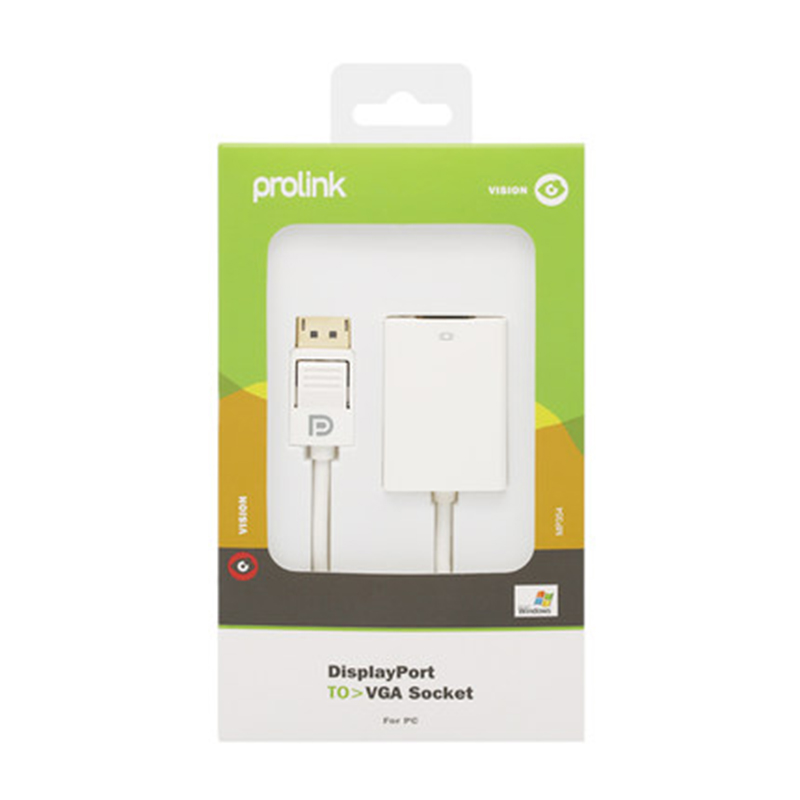 prolink
VISION
VISION
MP354
Windows
DisplayPort
TO>VGA Socket
For PC